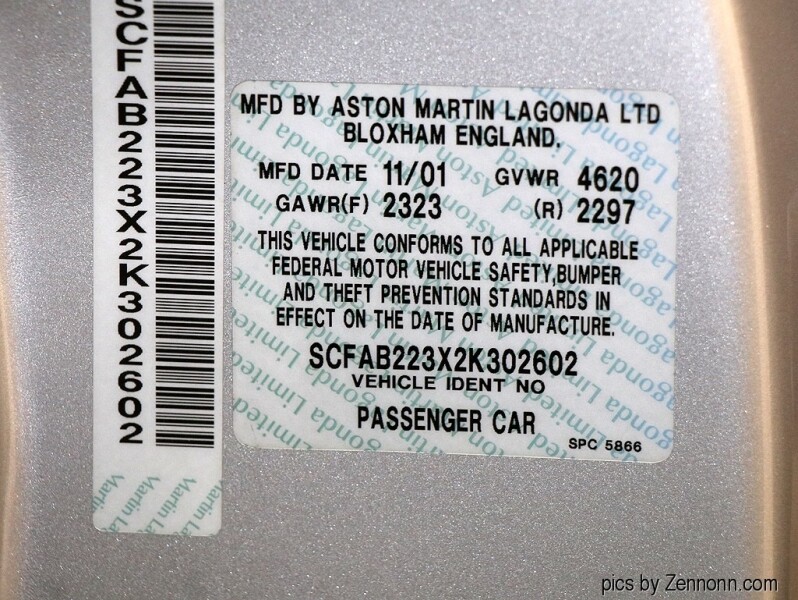 SCFAB223X2K302602
MFD BY ASTON MARTIN LAGONDA LTD
BLOXHAM ENGLAND.
MFD DATE 11/01 GVWR 4620
GAWR(F) 2323 (R) 2297
THIS VEHICLE CONFORMS TO ALL APPLICABLE
FEDERAL MOTOR VEHICLE SAFETY,BUMPER
AND THEFT PREVENTION STANDARDS IN
EFFECT ON THE DATE OF MANUFACTURE.
SCFAB223X2K302602
VEHICLE IDENT NO
PASSENGER CAR
SPC 5866
pics by Zennonn.com